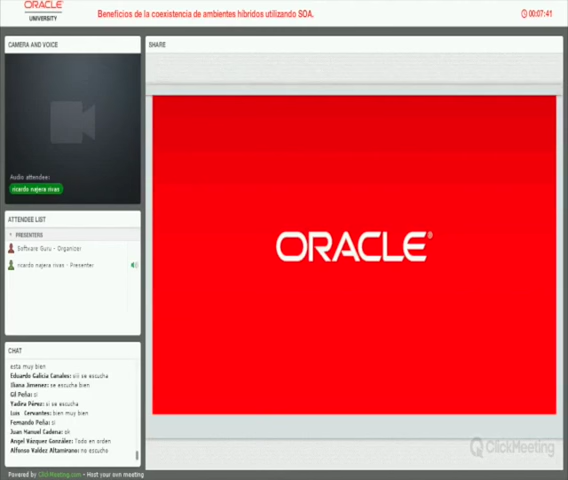 ORACLE
UNIVERSITY
Beneficios de la coexistencia de ambientes híbridos utilizando SOA.
00:07:41
CAMERA AND VOICE
SHARE
Audio attendee:
ricardo najera rivas
ATTENDEE LIST
PRESENTERS
Software Guru - Organizer
ricardo najera rivas - Presenter
ORACLE®
CHAT
esta muy bien
Eduardo Galicia Canales: siii se escucha
Iliana Jimenez: se escucha bien
Gil Peña: si
Yadira Pérez: si se escucha
Luis Cervantes: bien muy bien
Fernando Peña: si
Juan Manuel Cadena: ok
Angel Vázquez González: Todo en orden
Alfonso Valdez Altamirano: no escucho
ClickMeeting
Powered by ClickMeeting.com - Host your own meeting